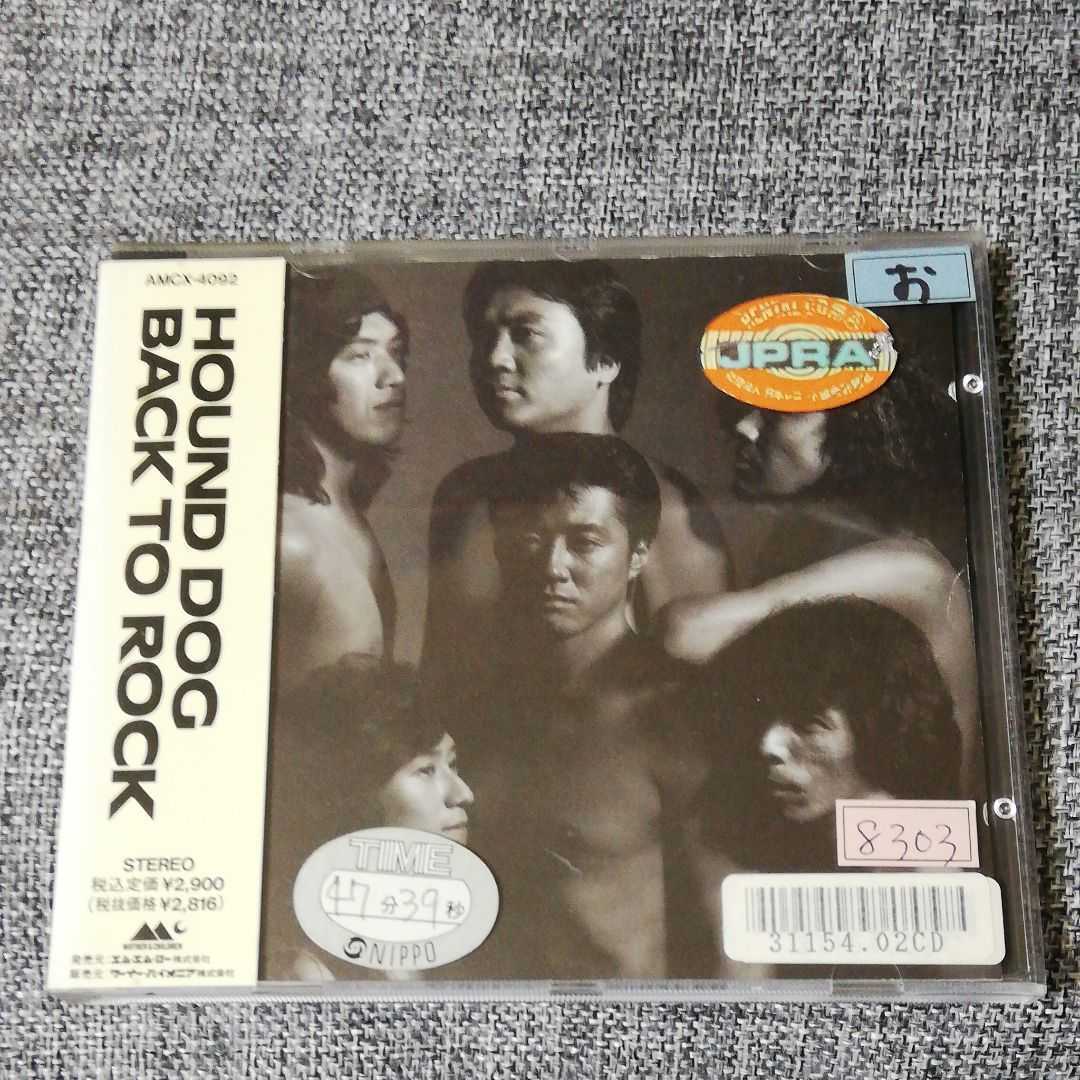 AMCX-4092
HOUND DOG
BACK TO ROCK
STEREO
税込定価¥2,900
(税抜価格¥2,816)
MOTHER & CHILDREN
発売元:エム・エム・ロー株式会社
販売元:ワーナー・パイオニア株式会社
お
JPRA
TIME
47分39秒
NIPPO
8303
31154.02CD